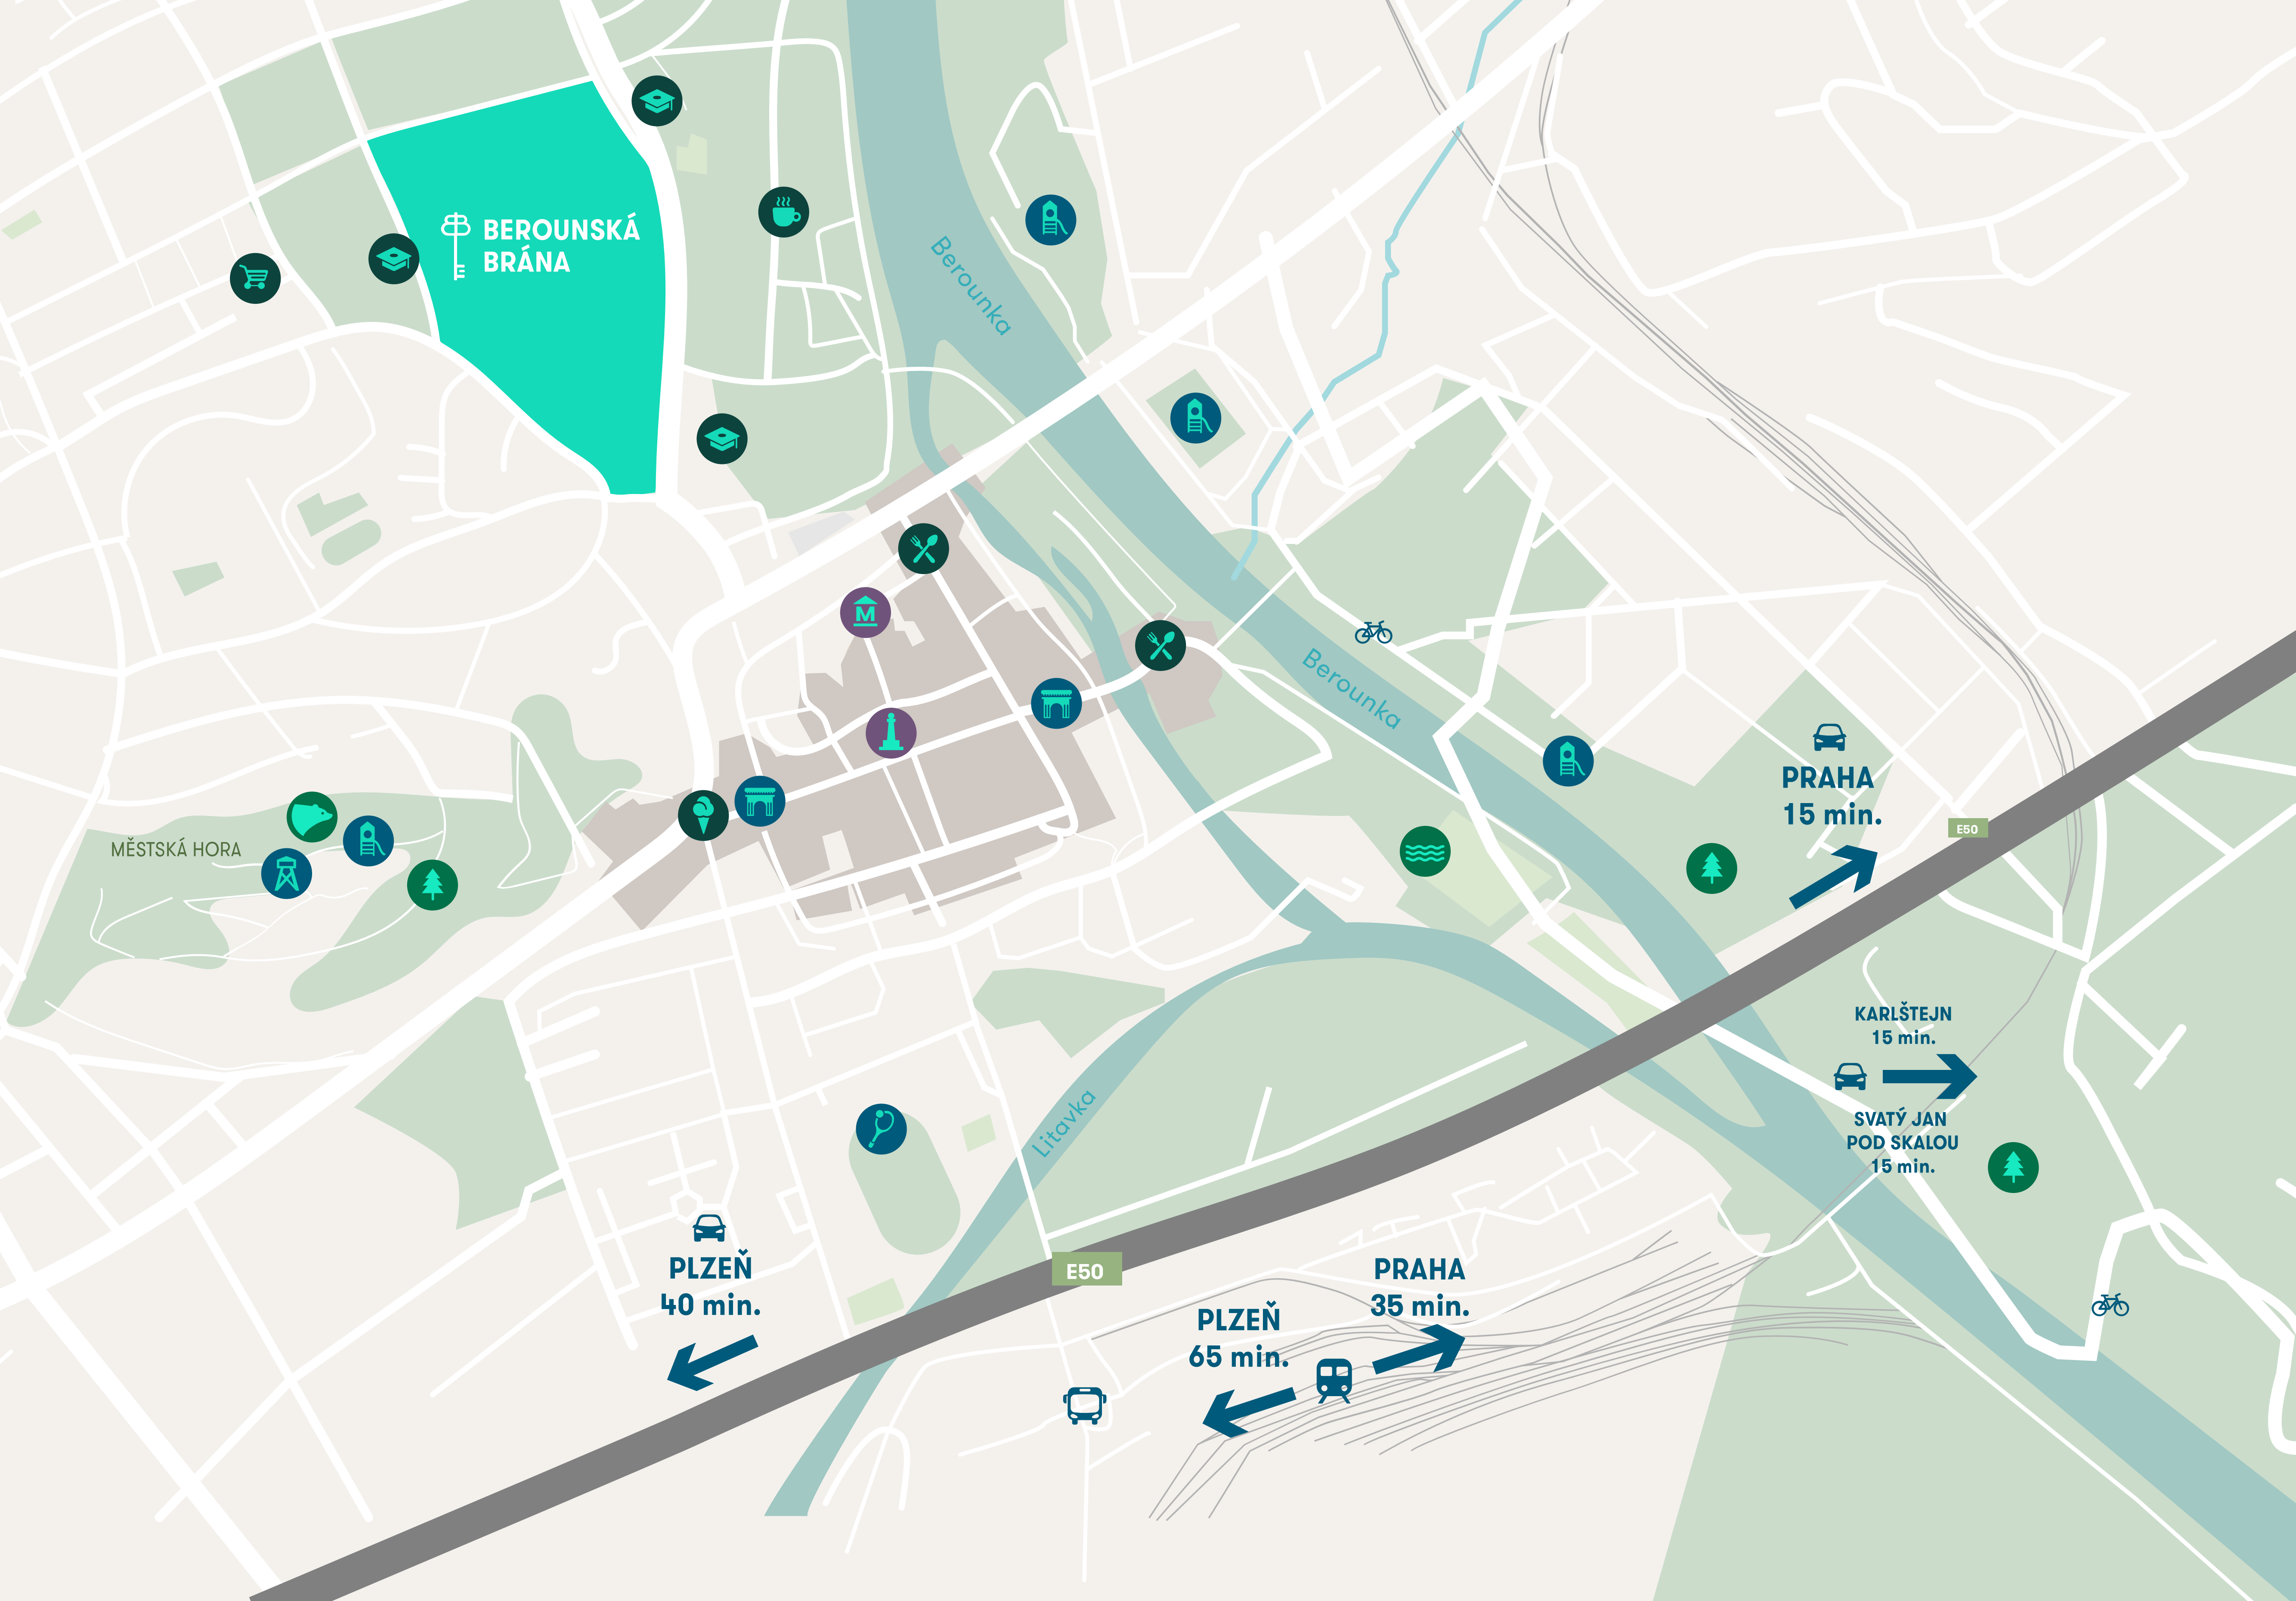 BEROUNSKÁ
BRÁNA
Berounka
Berounka
PRAHA
15 min.
E50
MĚSTSKÁ HORA
M
KARLŠTEJN
15 min.
SVATÝ JAN
POD SKALOU
15 min.
Litavka
PLZEŇ
40 min.
E50
PRAHA
35 min.
PLZEŇ
65 min.